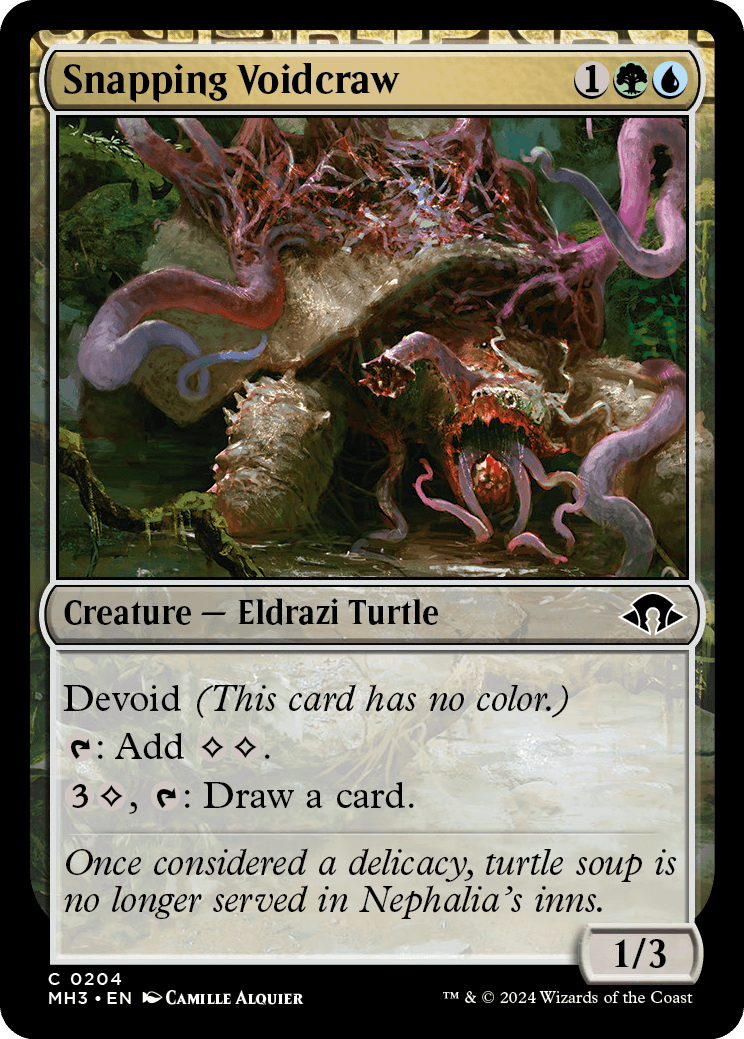 Snapping Voidcraw 1
Creature — Eldrazi Turtle
Devoid (This card has no color.)
: Add .
3, : Draw a card.
Once considered a delicacy, turtle soup is
no longer served in Nephalia's inns.
1/3
C 0204
MH3 • EN Camille Alquier ™ & © 2024 Wizards of the Coast